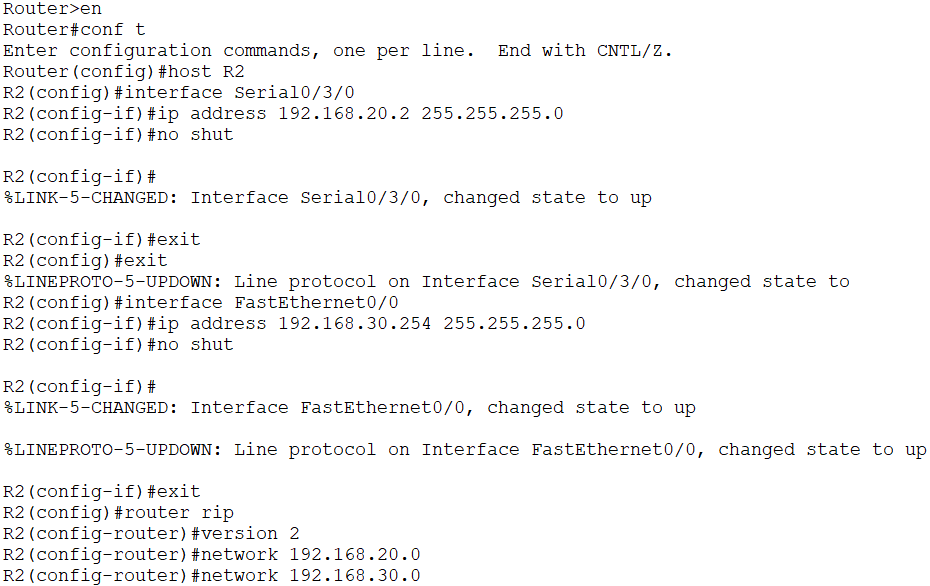 Router>en
Router#conf t
Enter configuration commands, one per line.  End with CNTL/Z.
Router(config)#host R2
R2(config)#interface Serial0/3/0
R2(config-if)#ip address 192.168.20.2 255.255.255.0
R2(config-if)#no shut
R2(config-if)#
%LINK-5-CHANGED: Interface Serial0/3/0, changed state to up
R2(config-if)#exit
R2(config)#exit
%LINEPROTO-5-UPDOWN: Line protocol on Interface Serial0/3/0, changed state to
R2(config)#interface FastEthernet0/0
R2(config-if)#ip address 192.168.30.254 255.255.255.0
R2(config-if)#no shut
R2(config-if)#
%LINK-5-CHANGED: Interface FastEthernet0/0, changed state to up
%LINEPROTO-5-UPDOWN: Line protocol on Interface FastEthernet0/0, changed state to up
R2(config-if)#exit
R2(config)#router rip
R2(config-router)#version 2
R2(config-router)#network 192.168.20.0
R2(config-router)#network 192.168.30.0